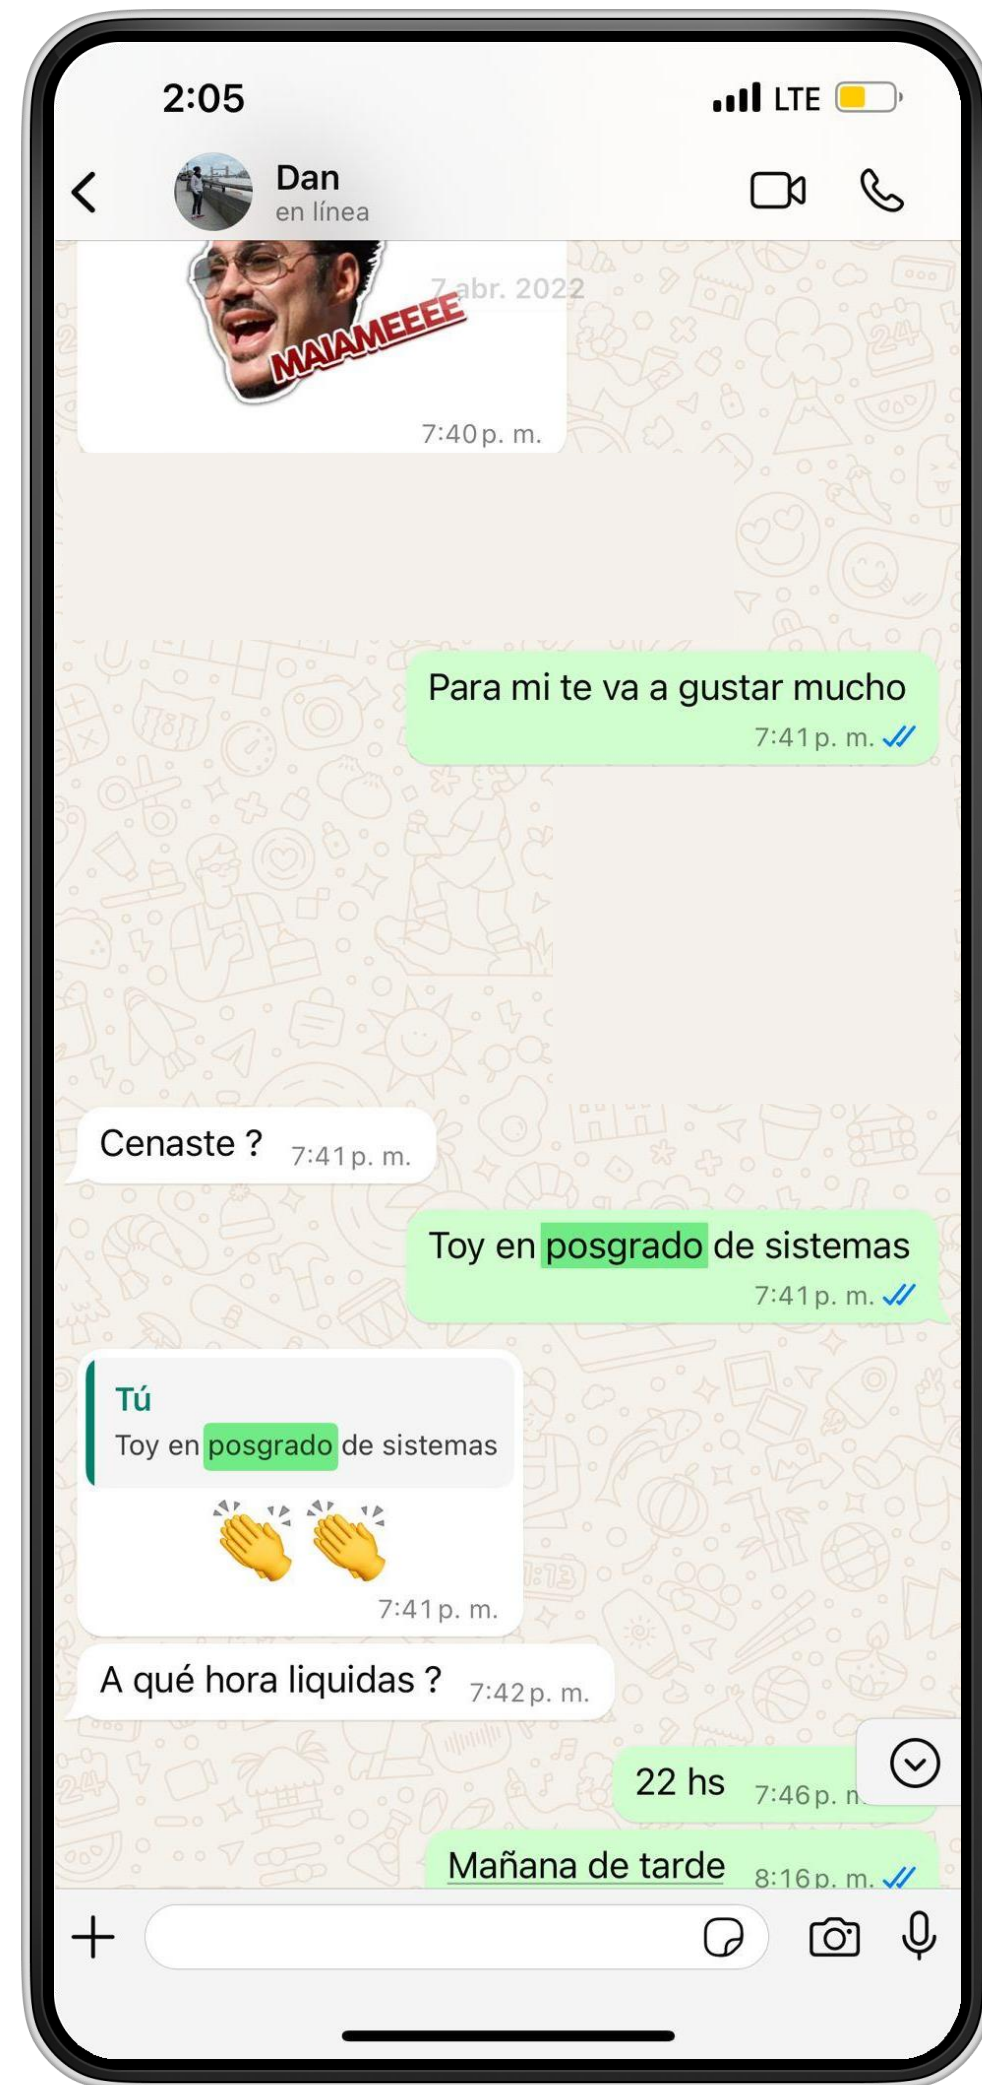 2:05
LTE
Dan
en línea
7 abr. 2022
MAIAMEEEE
7:40 p. m.
Para mi te va a gustar mucho
7:41 p. m.
Cenaste ?
7:41 p. m.
Toy en posgrado de sistemas
7:41 p. m.
Tú
Toy en posgrado de sistemas
7:41 p. m.
A qué hora liquidas ?
7:42 p. m.
22 hs
7:46 p.
Mañana de tarde
8:16 p. m.